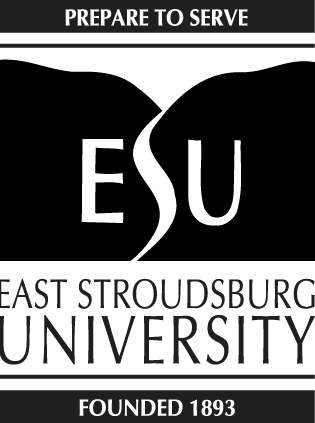 PREPARE TO SERVE
ESU
EAST STROUDSBURG
UNIVERSITY
FOUNDED 1893